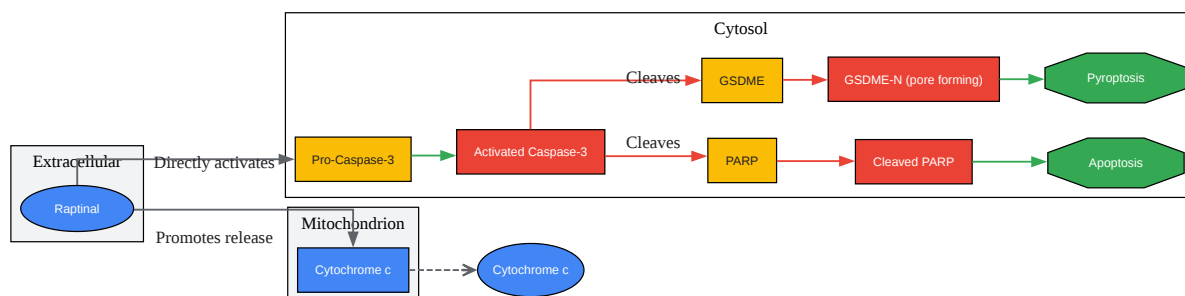 Cytosol
Cleaves
GSDME
GSDME-N (pore forming)
Pyroptosis
Extracellular
Directly activates
Pro-Caspase-3
Activated Caspase-3
Cleaves
PARP
Cleaved PARP
Apoptosis
Raptinal
Promotes release
Mitochondrion
Cytochrome c
Cytochrome c